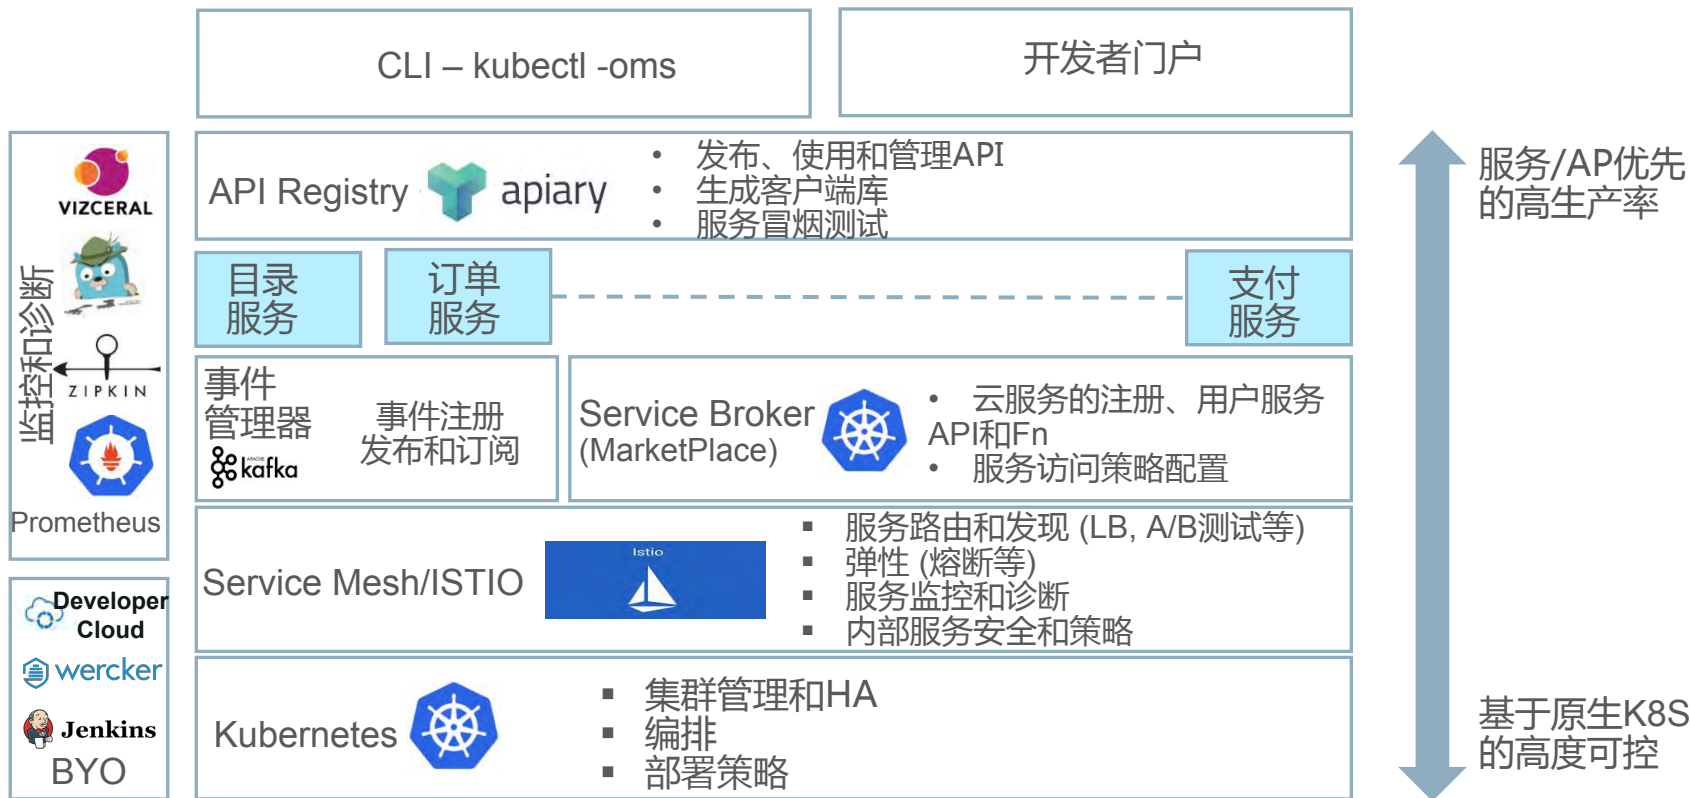 CLI – kubectl -oms
开发者门户
VIZCERAL
ZIPKIN
Prometheus
监控和诊断
API Registry
apiary
• 发布、使用和管理API
• 生成客户端库
• 服务冒烟测试
目录
服务
订单
服务
支付
服务
事件
管理器
APACHE
kafka
事件注册
发布和订阅
Service Broker
(MarketPlace)
• 云服务的注册、用户服务
API和Fn
• 服务访问策略配置
Service Mesh/ISTIO
Istio
▪ 服务路由和发现 (LB, A/B测试等)
▪ 弹性 (熔断等)
▪ 服务监控和诊断
▪ 内部服务安全和策略
Developer
Cloud
wercker
Jenkins
BYO
Kubernetes
▪ 集群管理和HA
▪ 编排
▪ 部署策略
服务/AP优先
的高生产率
基于原生K8S
的高度可控